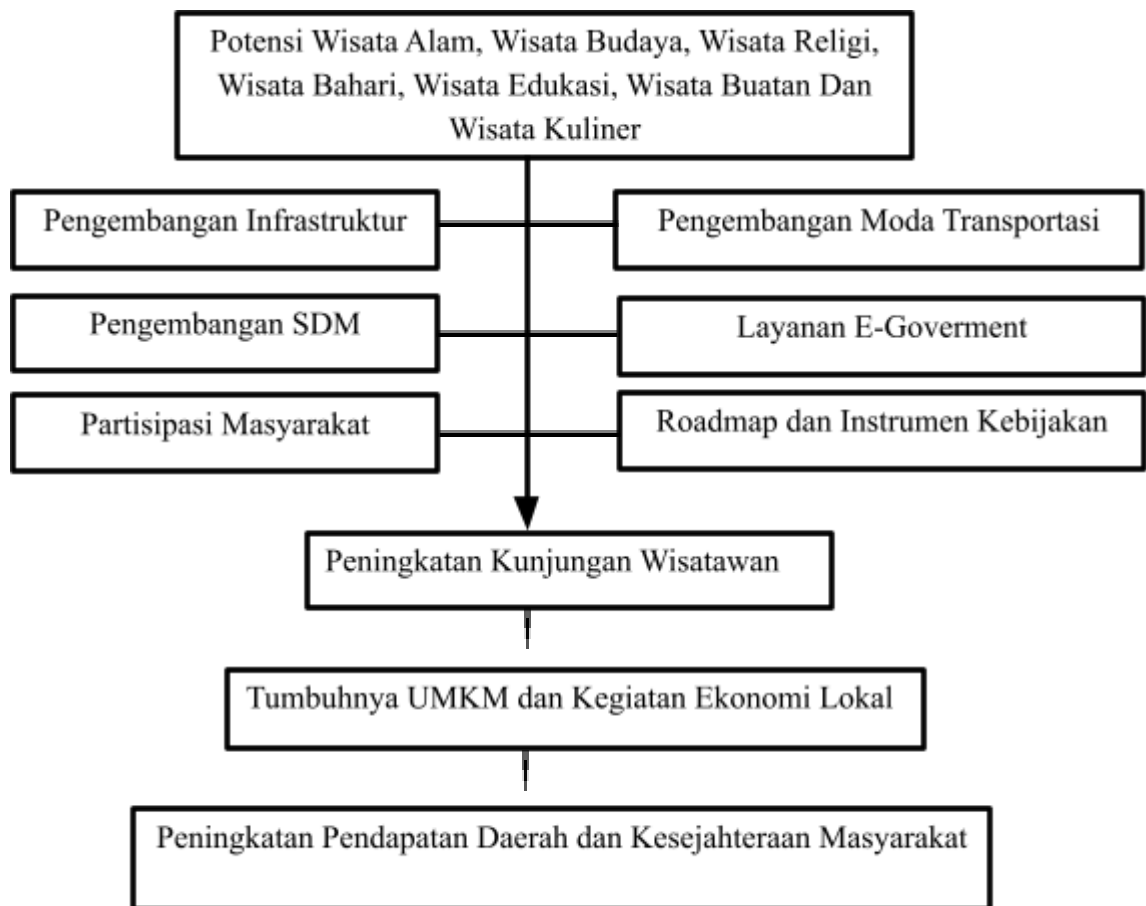 Potensi Wisata Alam, Wisata Budaya, Wisata Religi,
Wisata Bahari, Wisata Edukasi, Wisata Buatan Dan
Wisata Kuliner
Pengembangan Infrastruktur
Pengembangan Moda Transportasi
Pengembangan SDM
Layanan E-Goverment
Partisipasi Masyarakat
Roadmap dan Instrumen Kebijakan
Peningkatan Kunjungan Wisatawan
Tumbuhnya UMKM dan Kegiatan Ekonomi Lokal
Peningkatan Pendapatan Daerah dan Kesejahteraan Masyarakat